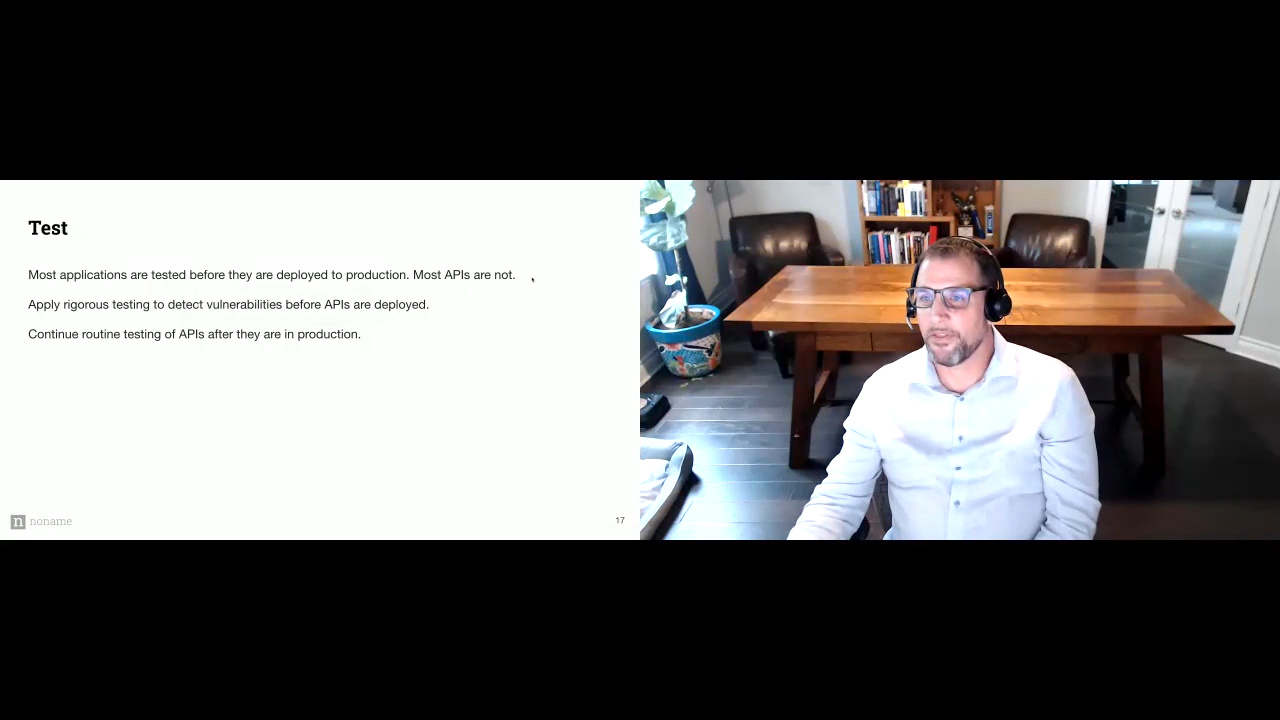 Test
Most applications are tested before they are deployed to production. Most APIs are not.
Apply rigorous testing to detect vulnerabilities before APIs are deployed.
Continue routine testing of APIs after they are in production.
n noname
17